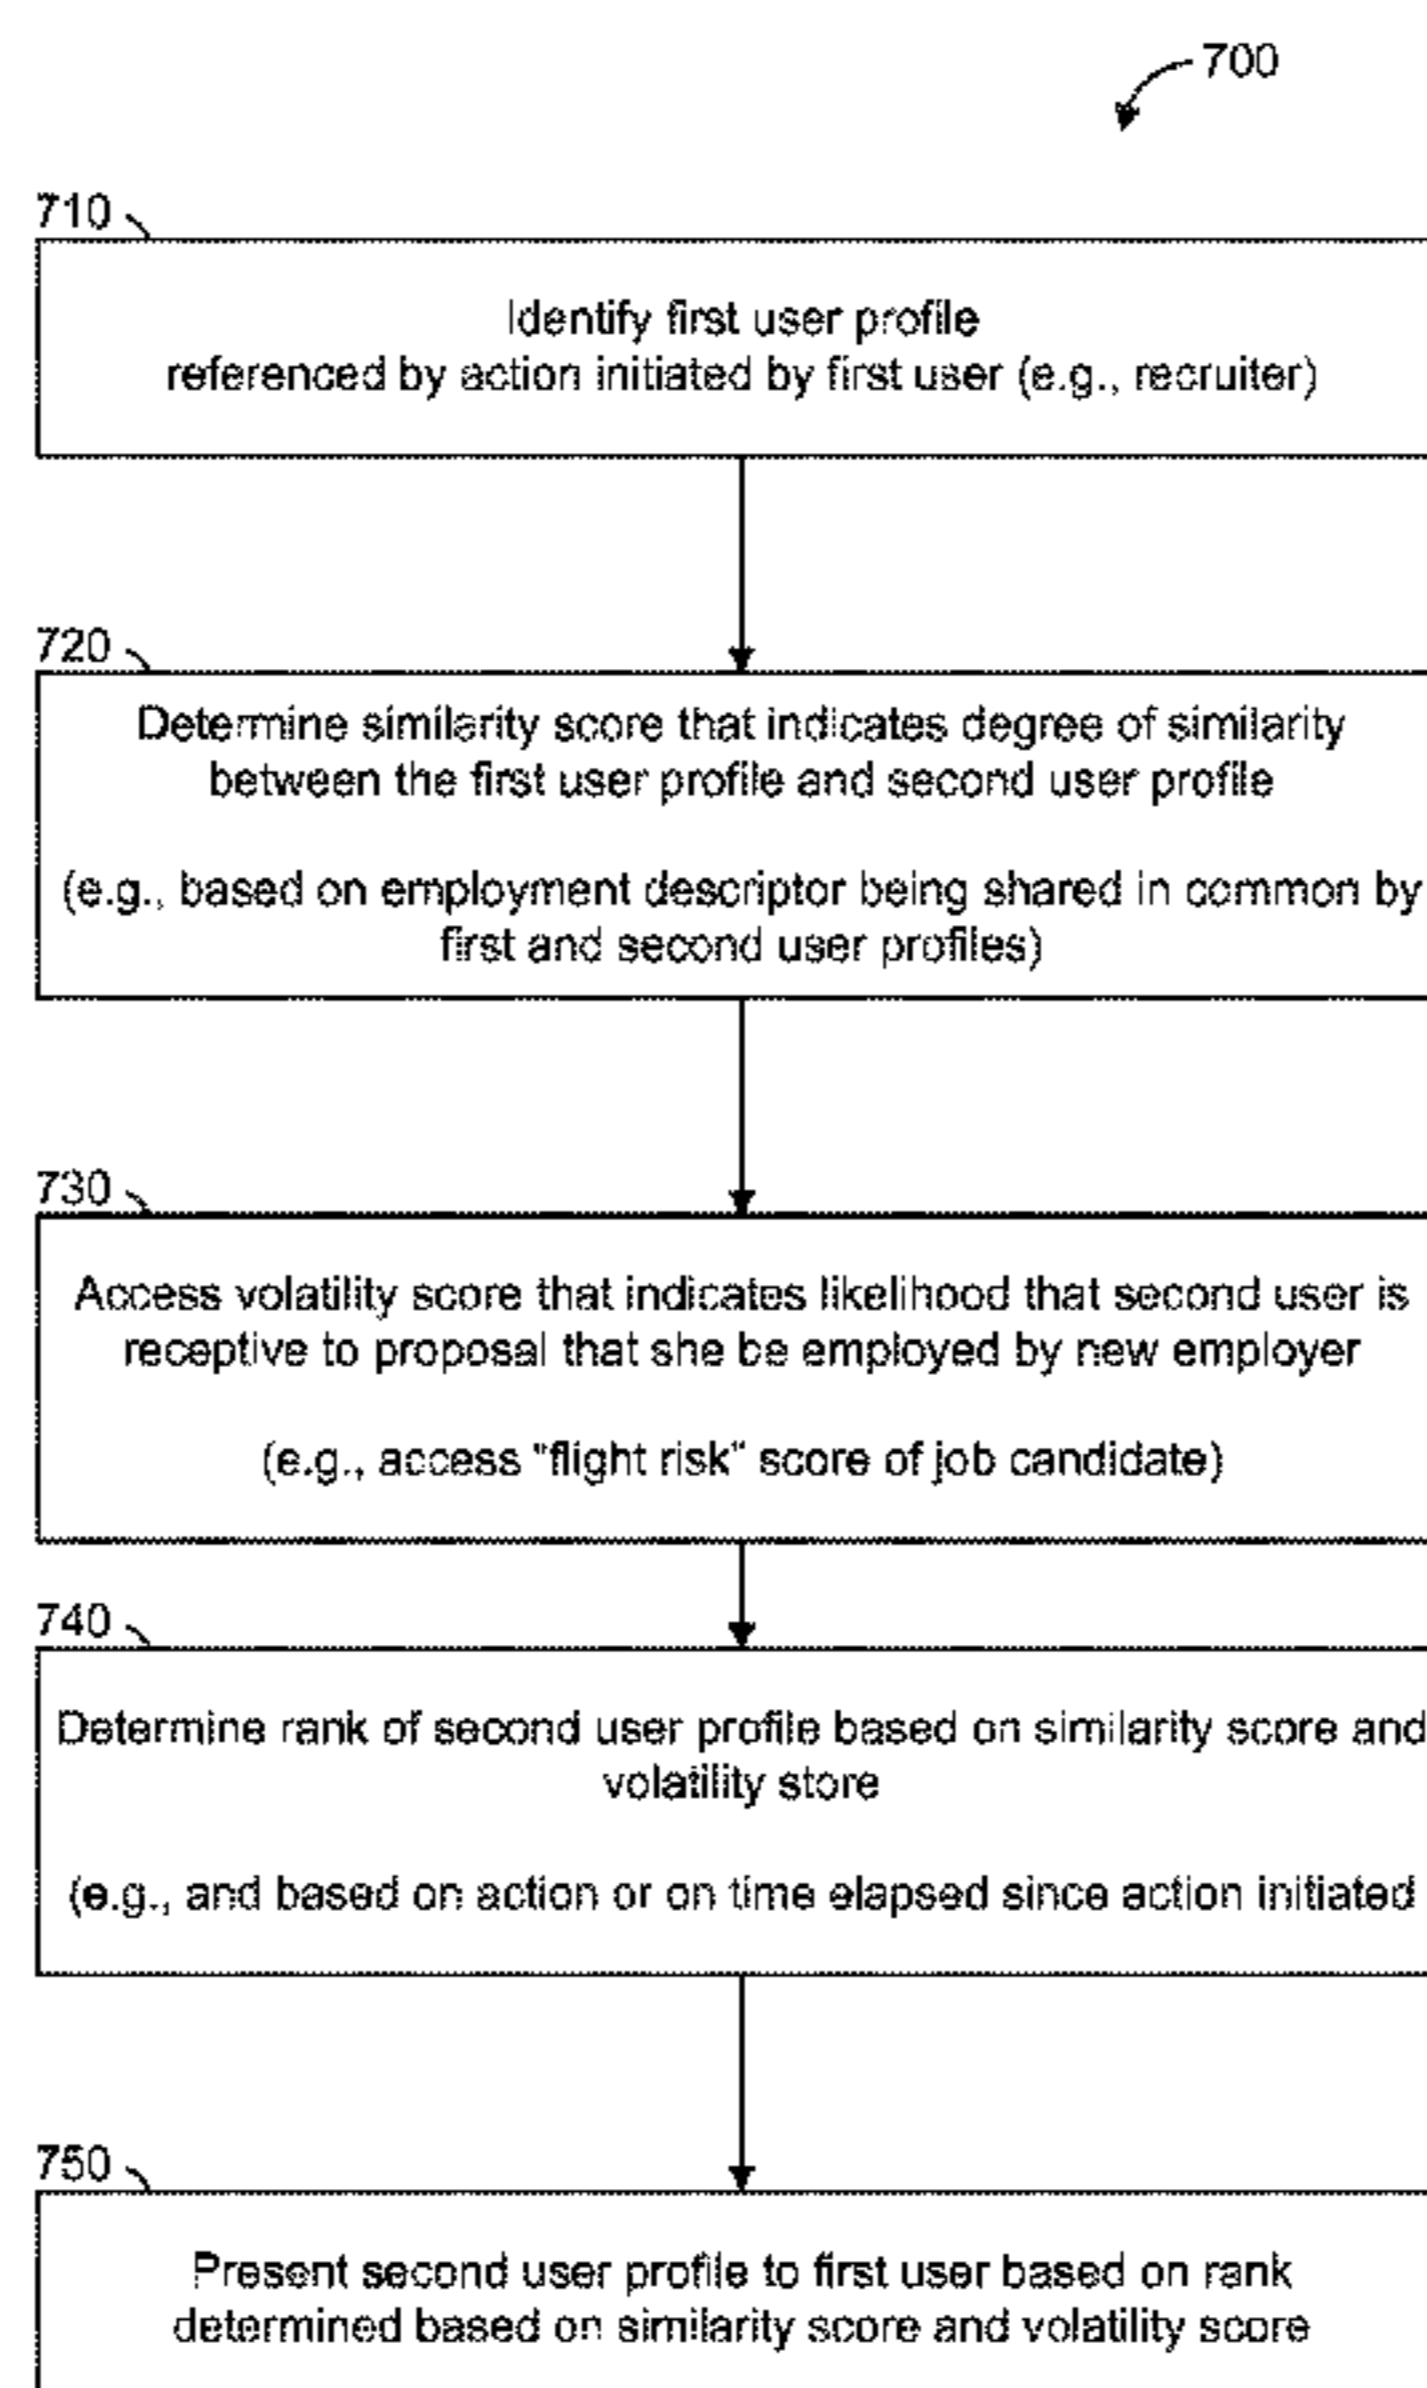 700
710
Identify first user profile
referenced by action initiated by first user (e.g., recruiter)
720
Determine similarity score that indicates degree of similarity
between the first user profile and second user profile
(e.g., based on employment descriptor being shared in common by
first and second user profiles)
730
Access volatility score that indicates likelihood that second user is
receptive to proposal that she be employed by new employer
(e.g., access "flight risk" score of job candidate)
740
Determine rank of second user profile based on similarity score and
volatility store
(e.g., and based on action or on time elapsed since action initiated
750
Present second user profile to first user based on rank
determined based on similarity score and volatility score